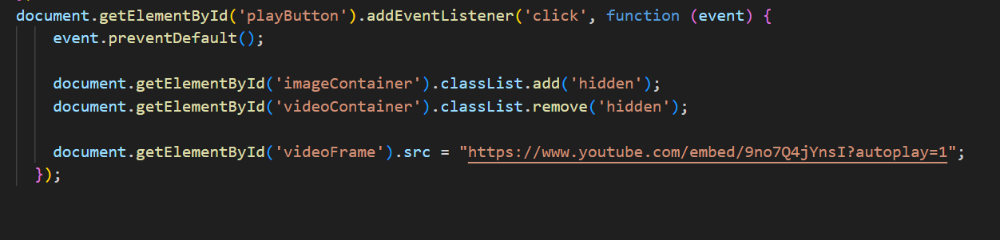 document.getElementById('playButton').addEventListener('click', function (event) {
event.preventDefault();
document.getElementById('imageContainer').classList.add('hidden');
document.getElementById('videoContainer').classList.remove('hidden');
document.getElementById('videoFrame').src = "https://www.youtube.com/embed/9no7Q4jYnsI?autoplay=1";
});